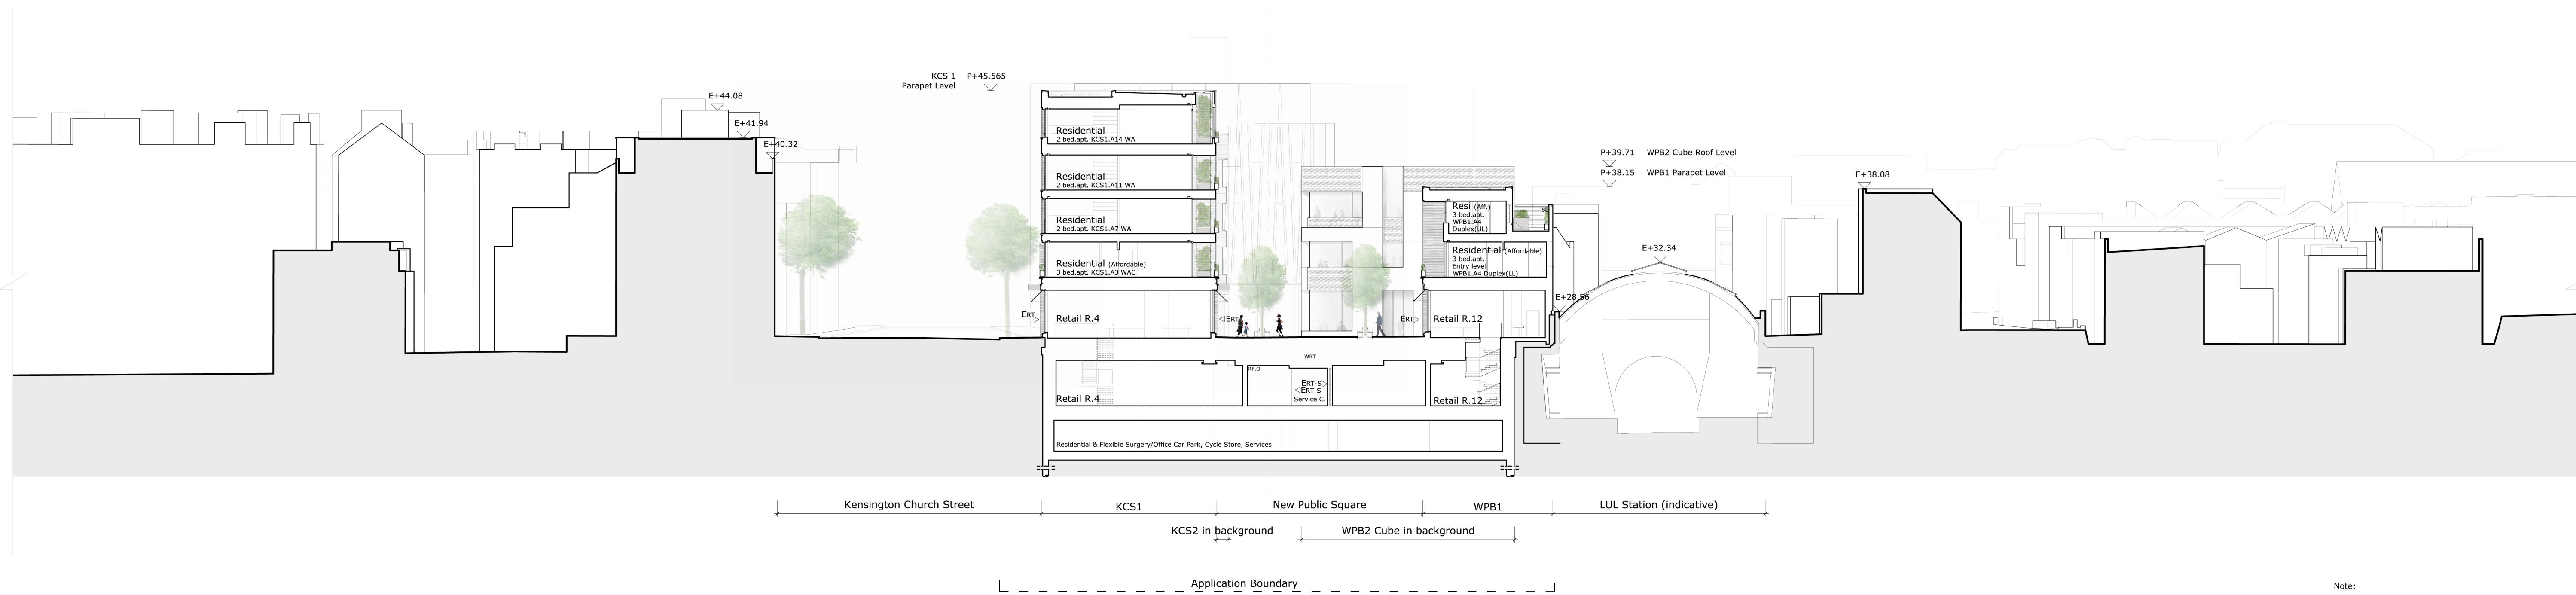 KCS 1 P+45.565
Parapet Level
E+44.08
E+41.94
E+40.32
Residential
2 bed.apt. KCS1.A14 WA
Residential
2 bed.apt. KCS1.A11 WA
Residential
2 bed.apt. KCS1.A7 WA
Residential (Affordable)
3 bed.apt. KCS1.A3 WAC
ERT
Retail R.4
ERT
ERT
Resi (Aff.)
3 bed.apt.
WPB1.A4
Duplex(UL)
Residential (Affordable)
3 bed.apt.
Entry level
WPB1.A4 Duplex(LL)
Retail R.12
P+39.71 WPB2 Cube Roof Level
P+38.15 WPB1 Parapet Level
E+38.08
E+32.34
E+28.56
WRT
RF.O
ERT-S
ERT-S
Service C.
Retail R.4
Retail R.12
Residential & Flexible Surgery/Office Car Park, Cycle Store, Services
Kensington Church Street
KCS1
New Public Square
WPB1
LUL Station (indicative)
KCS2 in background
WPB2 Cube in background
Application Boundary
Note: